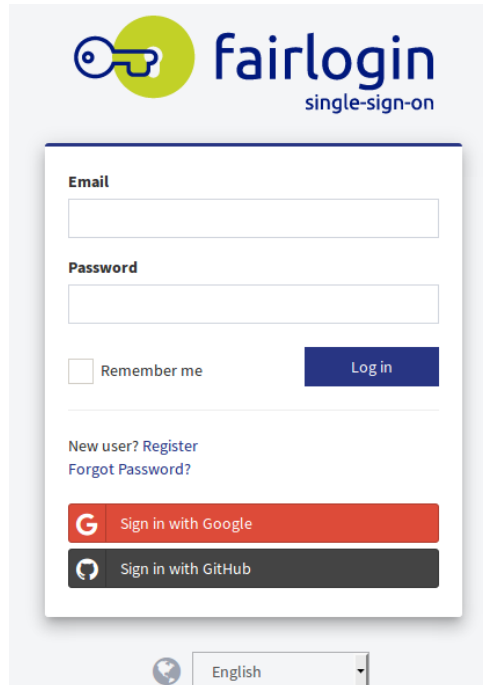 fairlogin
single-sign-on
Email
Password
Remember me
Log in
New user? Register
Forgot Password?
Sign in with Google
Sign in with GitHub
English